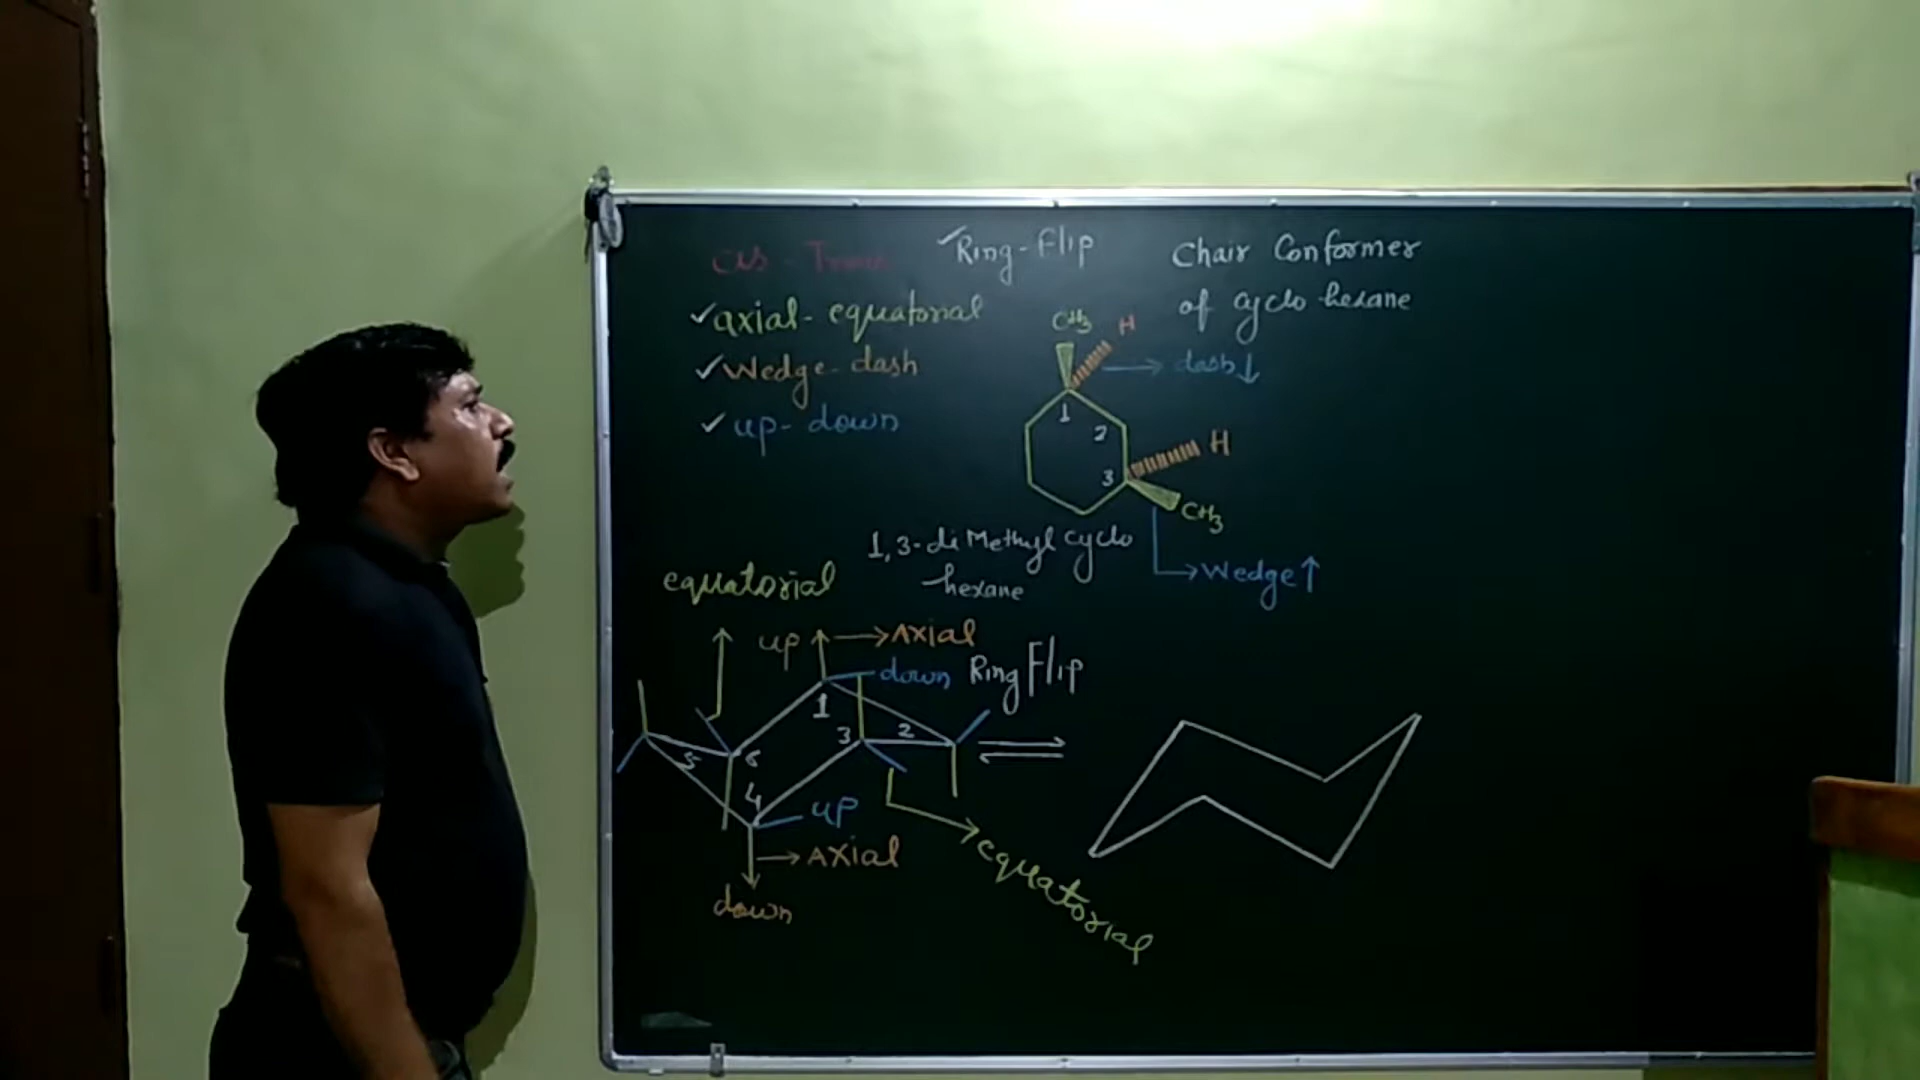 cis - Trans
✓Ring-Flip
Chair Conformer
of cyclo hexane
✓axial-equatorial
✓Wedge-dash
✓up-down
CH3
H
→ dash↓
1
2
3
H
CH3
→Wedge↑
1,3-di Methyl cyclo
hexane
equatorial
up
→Axial
down
Ring Flip
1
2
3
4
5
6
up
→AXial
down
equatorial